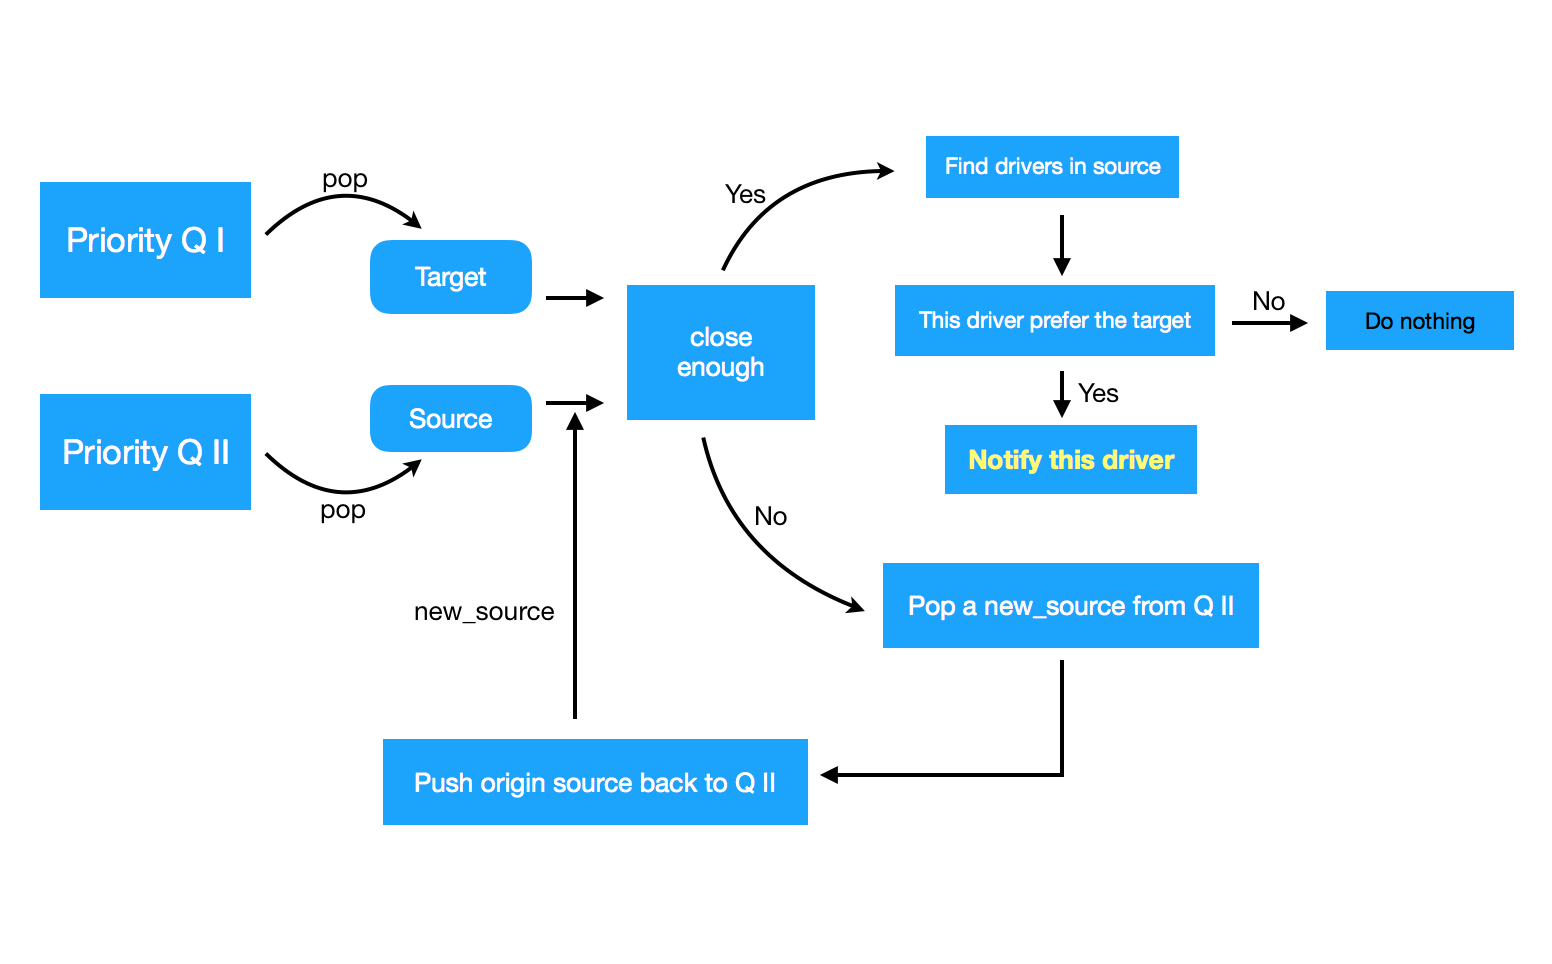 Priority Q I
pop
Target
Priority Q II
pop
Source
close
enough
Yes
Find drivers in source
This driver prefer the target
No
Do nothing
Yes
Notify this driver
No
Pop a new_source from Q II
Push origin source back to Q II
new_source